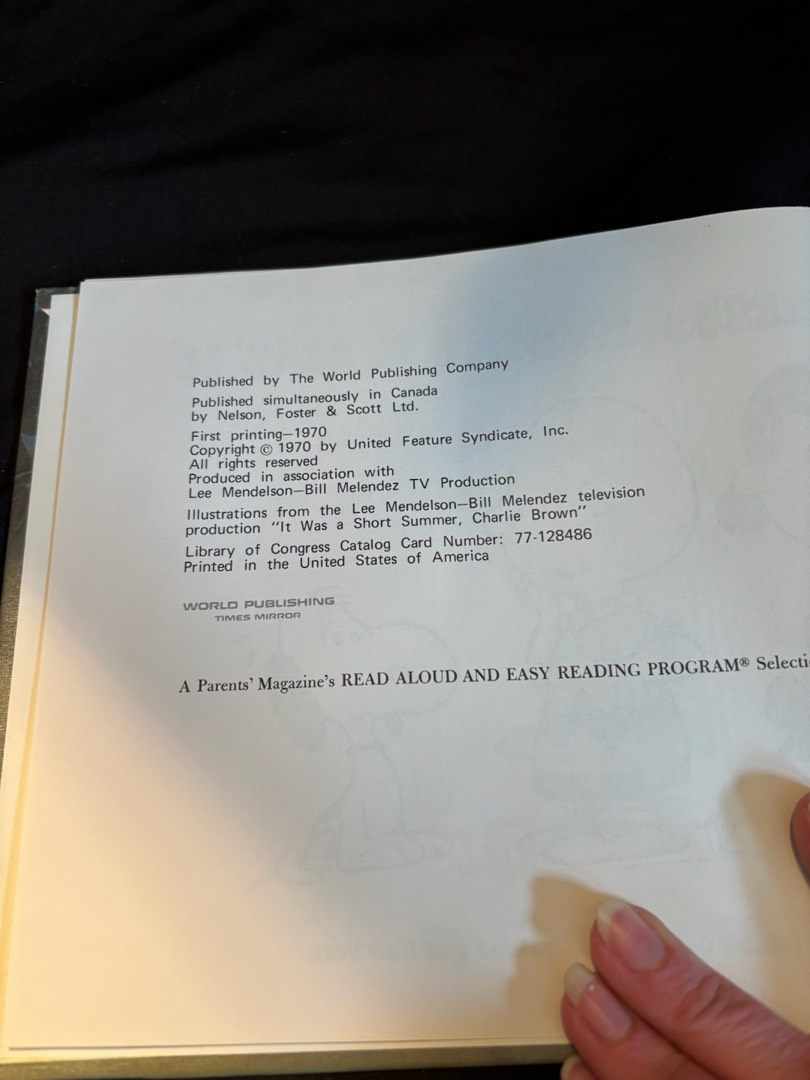 Published by The World Publishing Company
Published simultaneously in Canada
by Nelson, Foster & Scott Ltd.
First printing—1970
Copyright © 1970 by United Feature Syndicate, Inc.
All rights reserved
Produced in association with
Lee Mendelson—Bill Melendez TV Production
Illustrations from the Lee Mendelson—Bill Melendez television
production "It Was a Short Summer, Charlie Brown"
Library of Congress Catalog Card Number: 77-128486
Printed in the United States of America
WORLD PUBLISHING
TIMES MIRROR
A Parents' Magazine's READ ALOUD AND EASY READING PROGRAM® Selecti